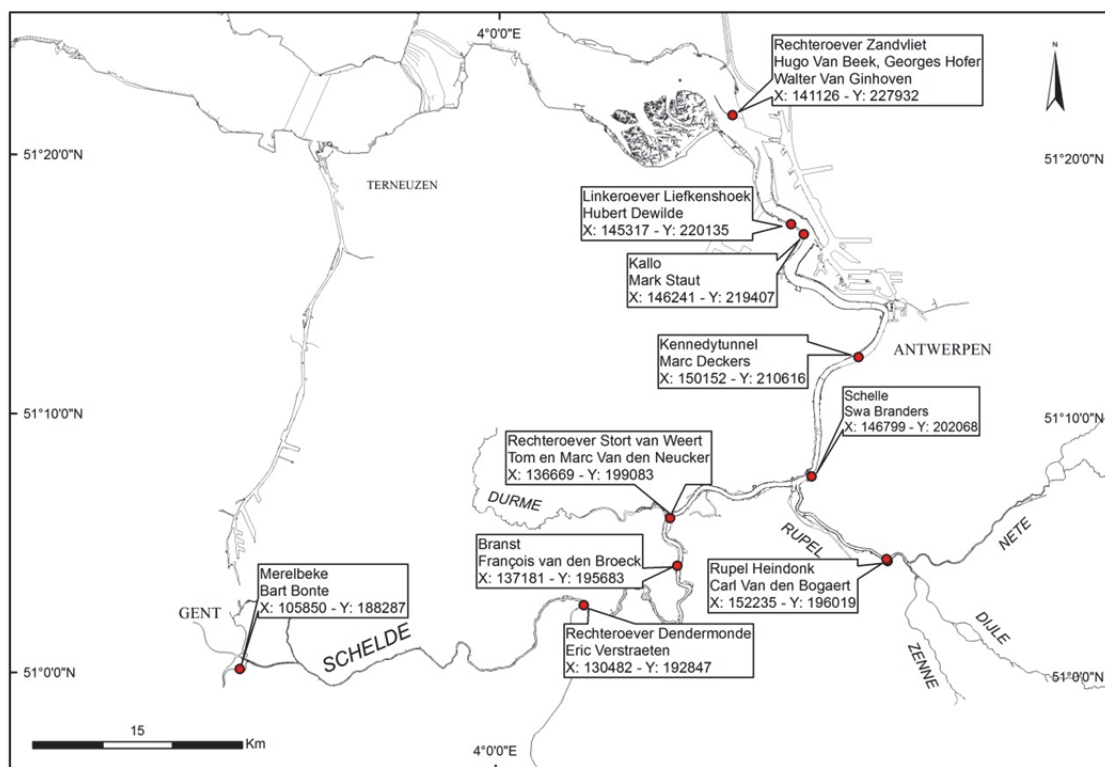 4°0'0"E
Rechteroever Zandvliet
Hugo Van Beek, Georges Hofer
Walter Van Ginhoven
X: 141126 - Y: 227932
N
51°20'0"N
51°20'0"N
TERNEUZEN
Linkeroever Liefkenshoek
Hubert Dewilde
X: 145317 - Y: 220135
Kallo
Mark Staut
X: 146241 - Y: 219407
Kennedytunnel
Marc Deckers
X: 150152 - Y: 210616
ANTWERPEN
Schelle
Swa Branders
X: 146799 - Y: 202068
51°10'0"N
51°10'0"N
Rechteroever Stort van Weert
Tom en Marc Van den Neucker
X: 136669 - Y: 199083
DURME
RUPEL
NETE
Branst
François van den Broeck
X: 137181 - Y: 195683
Rupel Heindonk
Carl Van den Bogaert
X: 152235 - Y: 196019
Merelbeke
Bart Bonte
X: 105850 - Y: 188287
GENT
SCHELDE
Rechteroever Dendermonde
Eric Verstraeten
X: 130482 - Y: 192847
DIJLE
ZENNE
51°0'0"N
51°0'0"N
15
Km
4°0'0"E